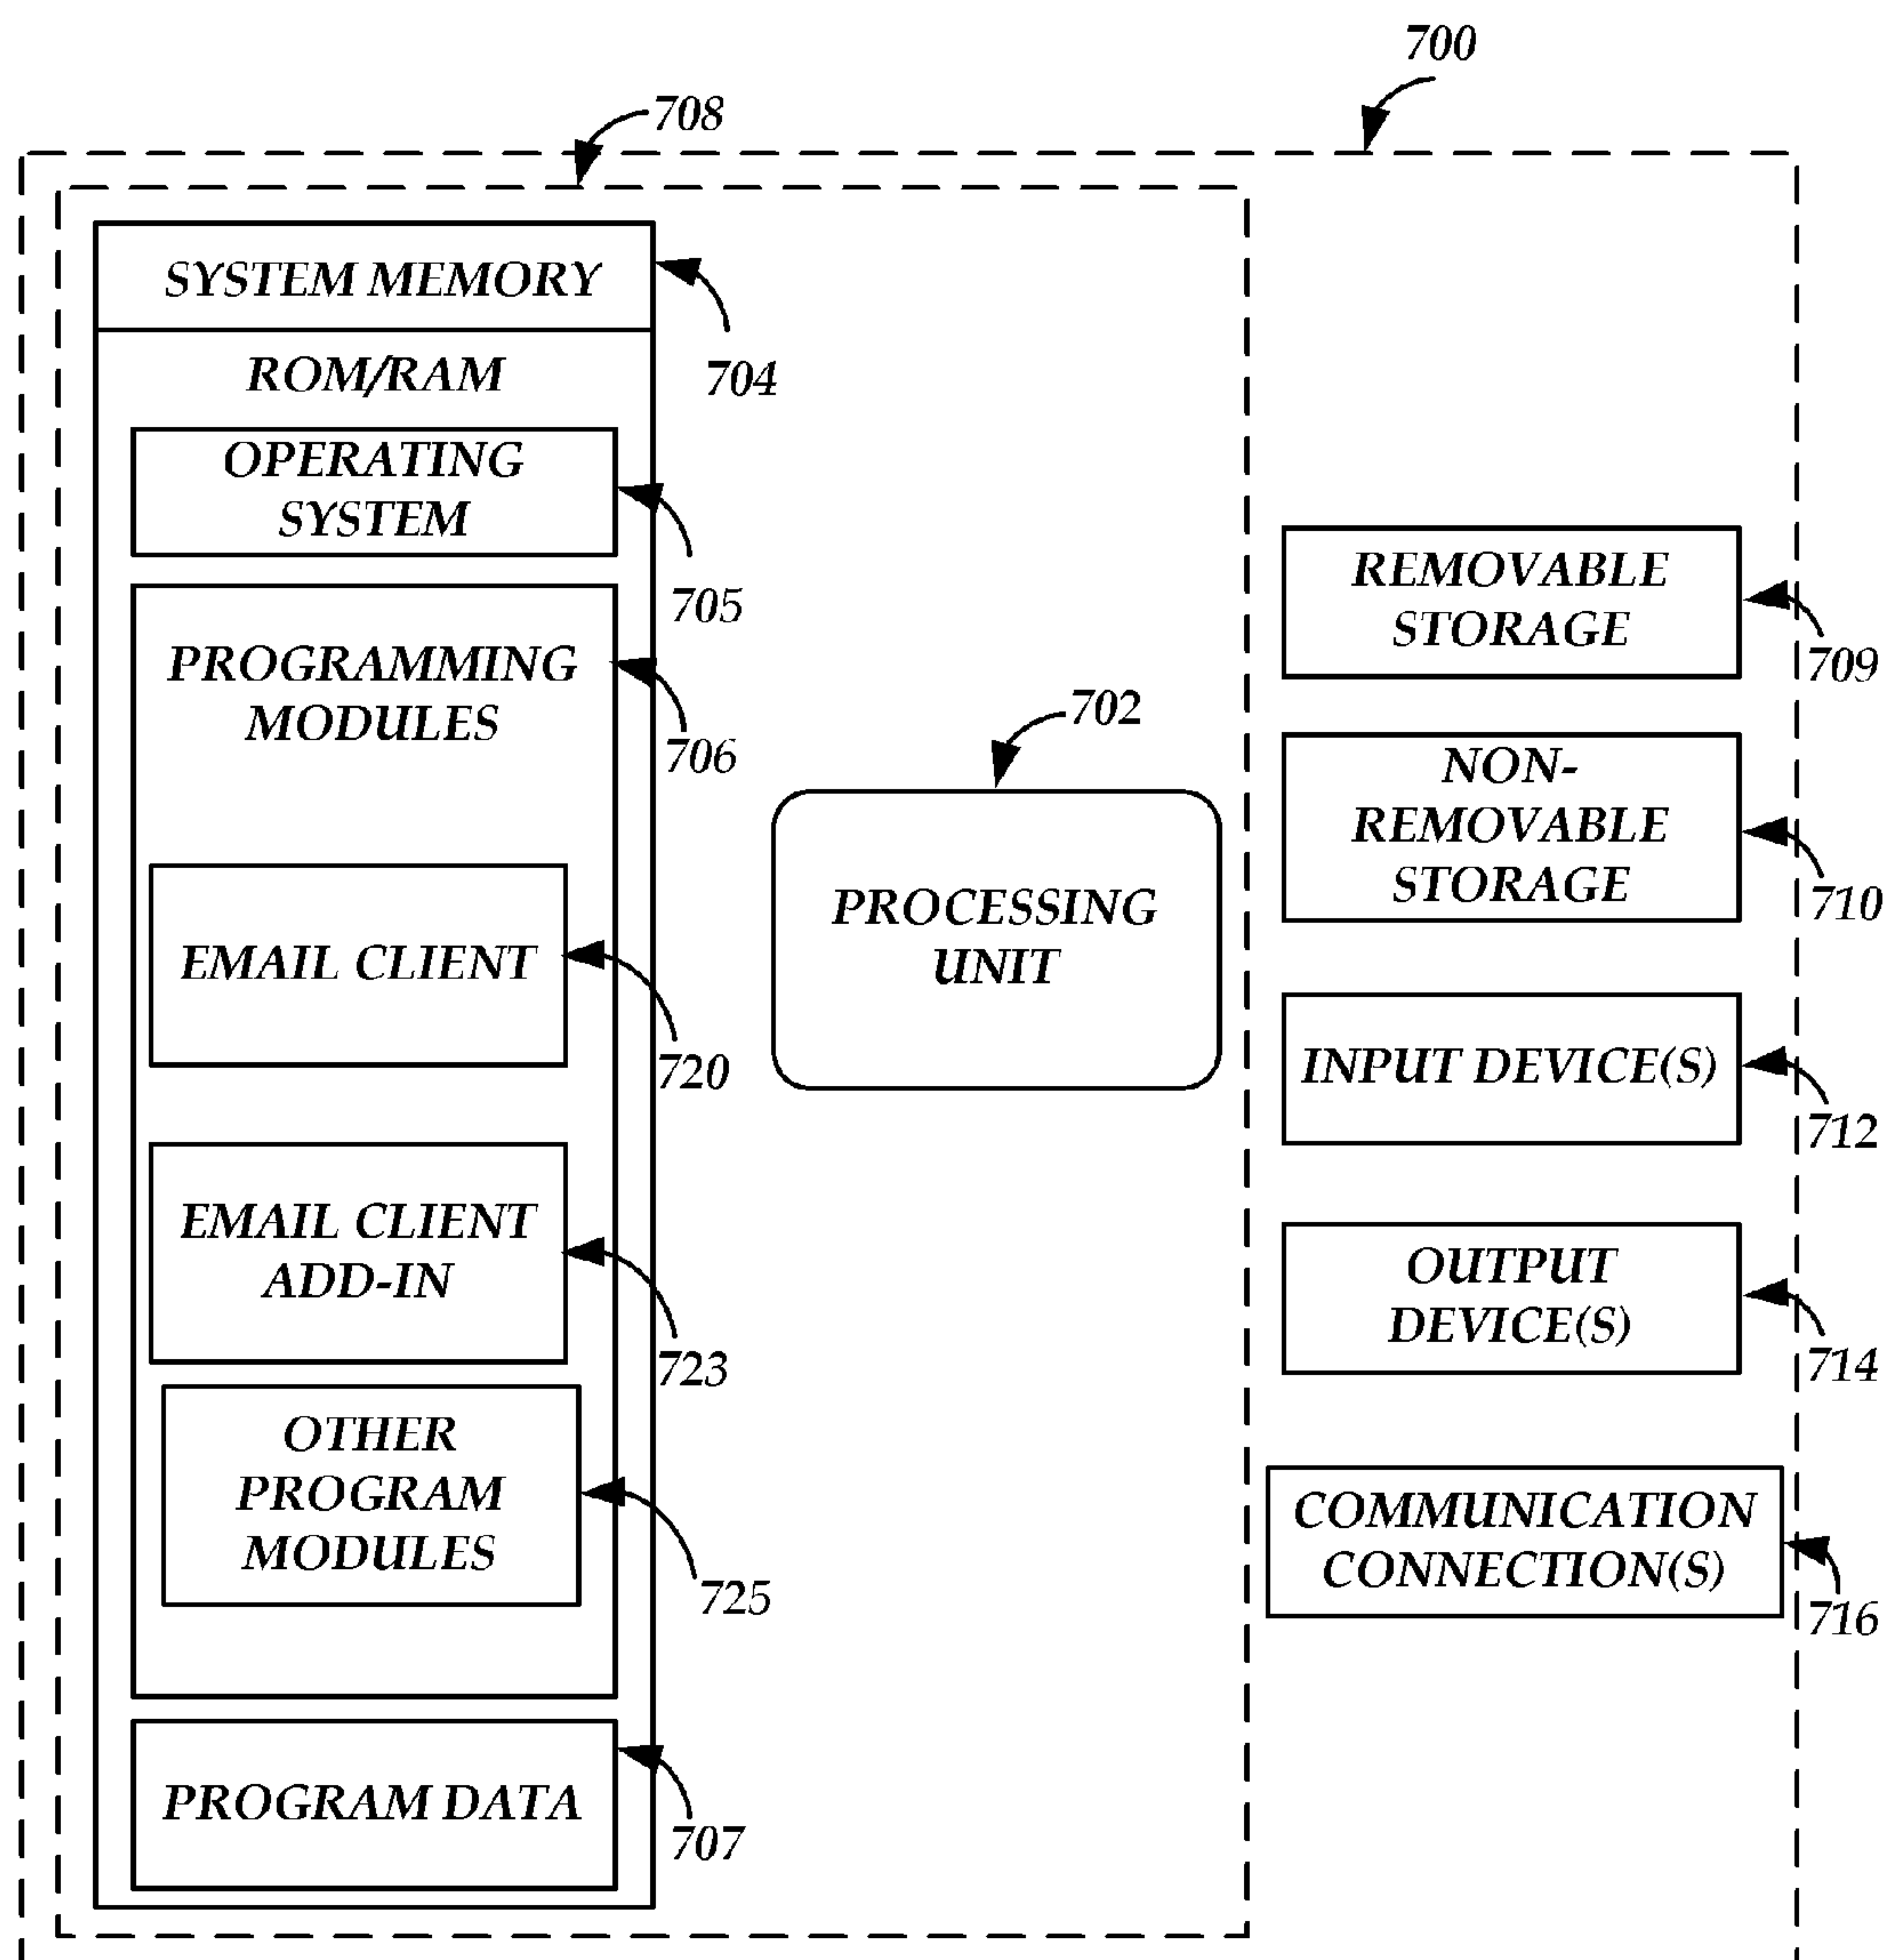 700
708
SYSTEM MEMORY
704
ROM/RAM
OPERATING
SYSTEM
705
PROGRAMMING
MODULES
706
EMAIL CLIENT
720
EMAIL CLIENT
ADD-IN
723
OTHER
PROGRAM
MODULES
725
PROGRAM DATA
707
702
PROCESSING
UNIT
REMOVABLE
STORAGE
709
NON-
REMOVABLE
STORAGE
710
INPUT DEVICE(S)
712
OUTPUT
DEVICE(S)
714
COMMUNICATION
CONNECTION(S)
716